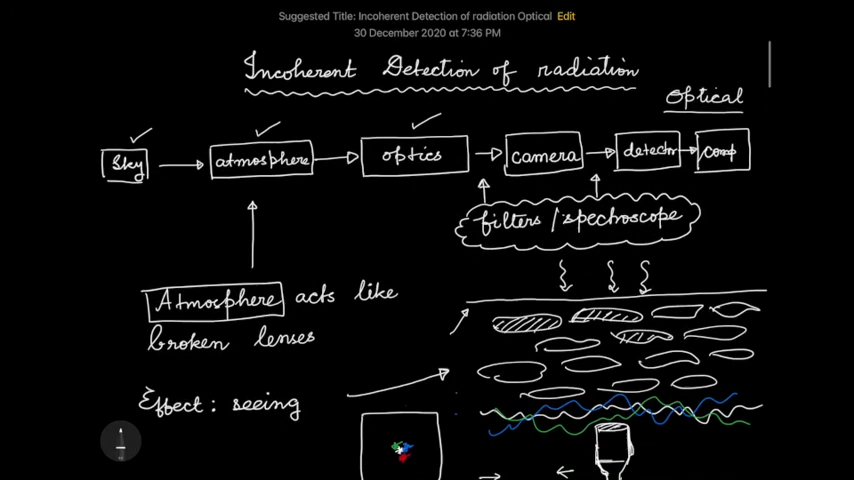 Suggested Title: Incoherent Detection of radiation Optical Edit
30 December 2020 at 7:36 PM
Incoherent Detection of radiation
Optical
Sky atmosphere optics camera detector comp
filters / spectroscope
Atmosphere acts like
broken lenses
Effect: seeing